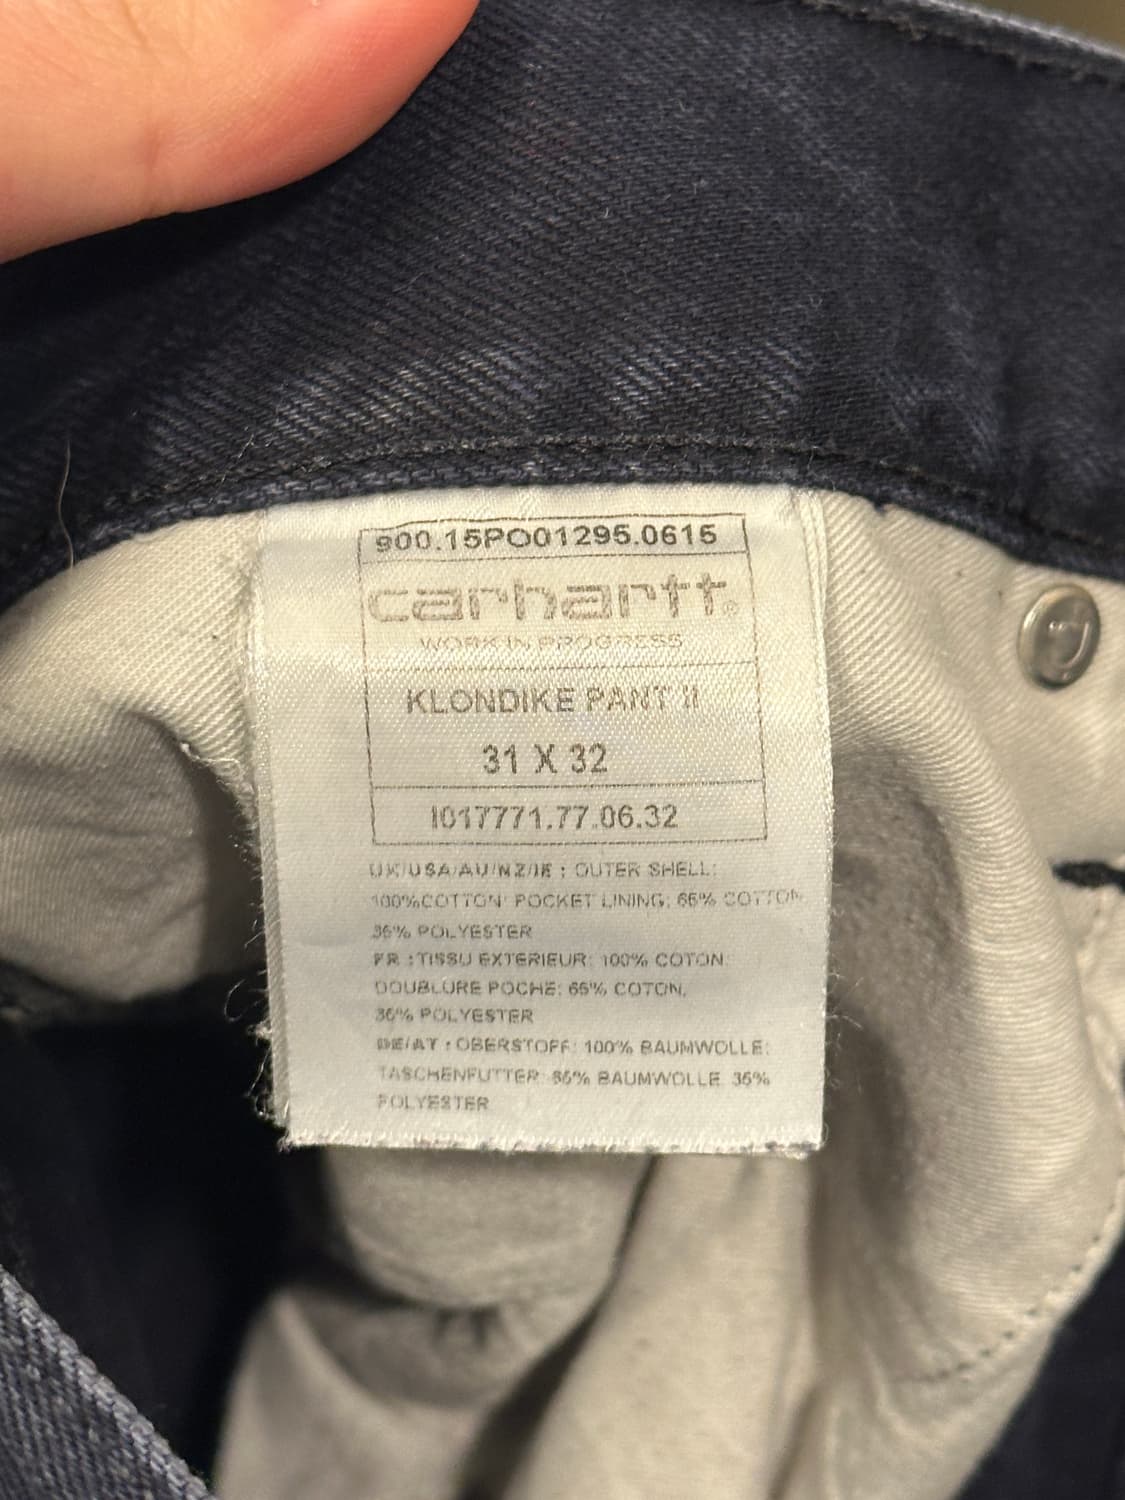 900.15PO01295.0615
carhartt®
WORK IN PROGRESS
KLONDIKE PANT II
31 X 32
I017771.77.06.32
UK/USA/AU/NZ/IE : OUTER SHELL:
100%COTTON POCKET LINING: 65% COTTON
35% POLYESTER
FR : TISSU EXTERIEUR: 100% COTON
DOUBLURE POCHE: 65% COTON,
35% POLYESTER
DE/AT : OBERSTOFF: 100% BAUMWOLLE;
TASCHENFUTTER: 65% BAUMWOLLE 35%
POLYESTER